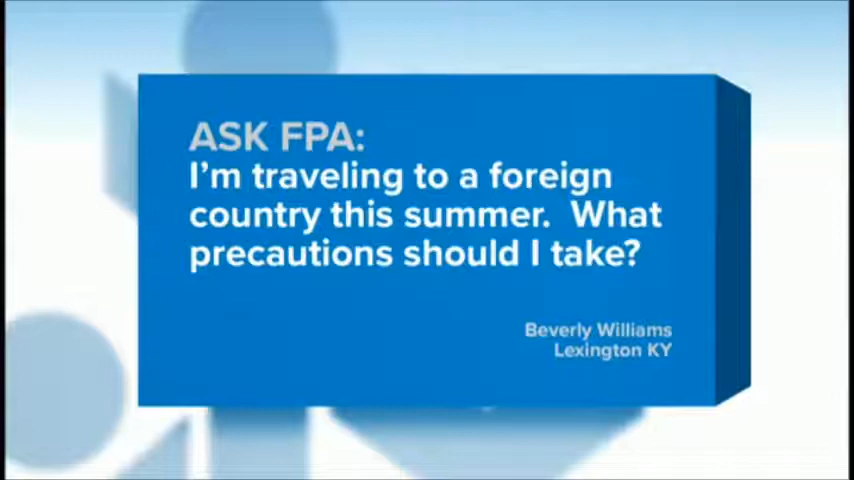 ASK FPA:
I'm traveling to a foreign
country this summer.  What
precautions should I take?
Beverly Williams
Lexington KY